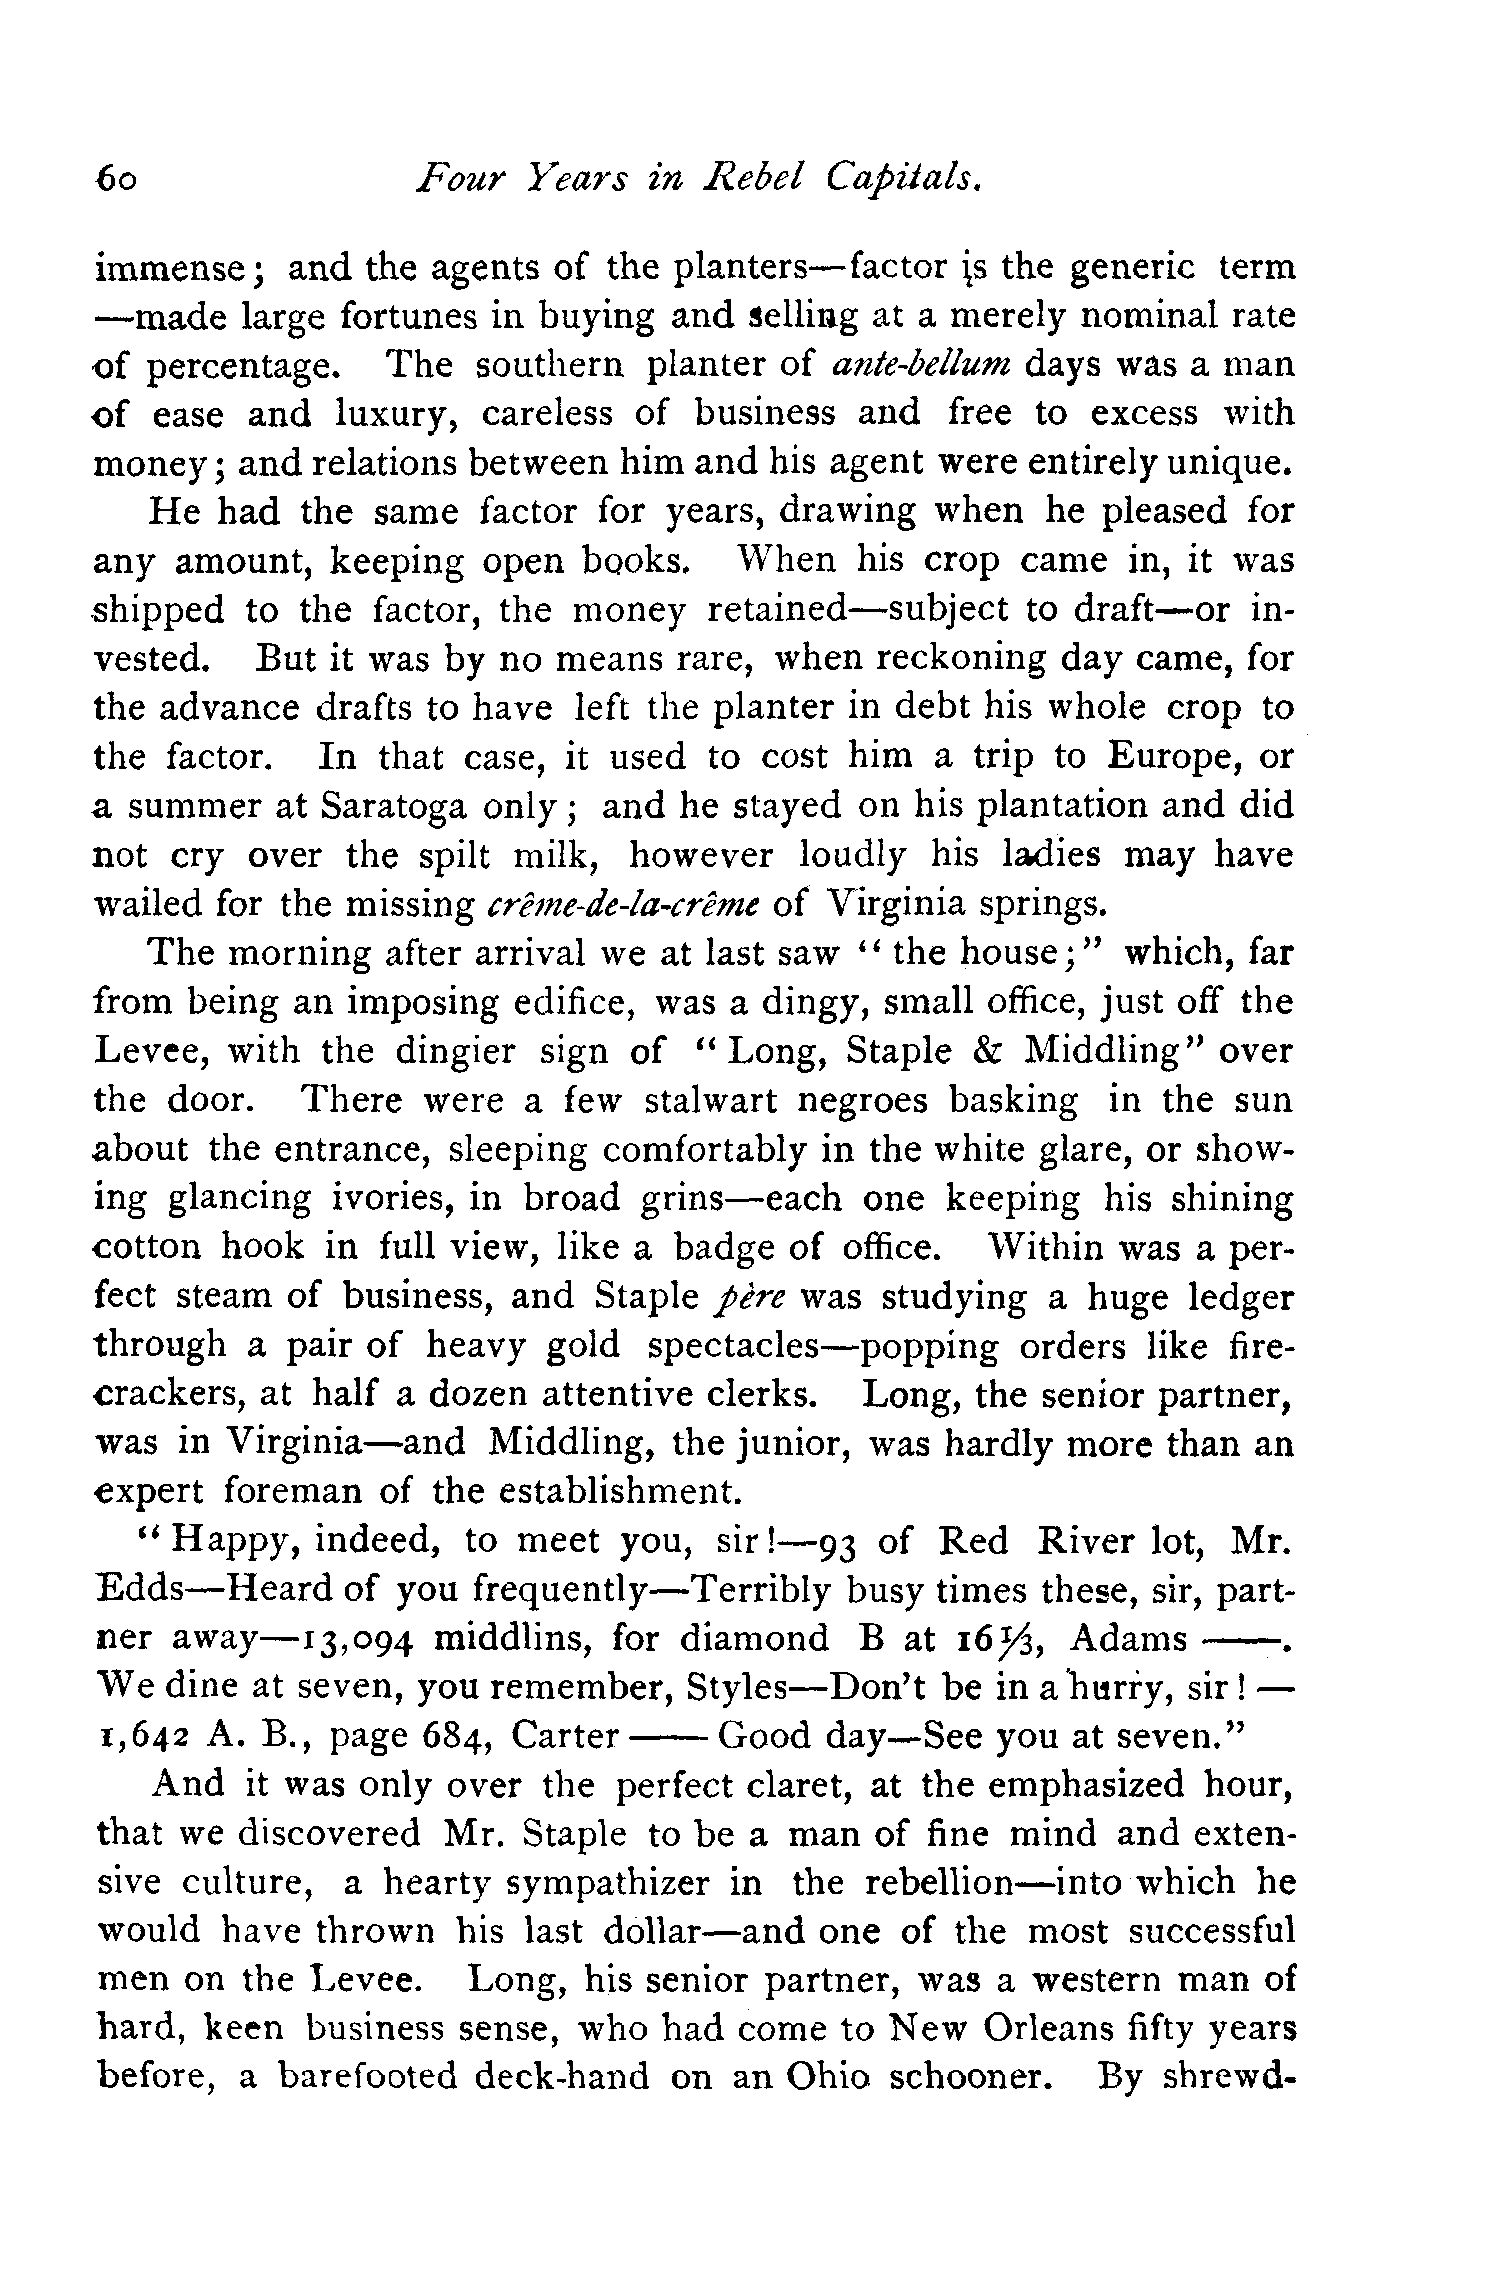 60 Four Years in Rebel Capitals.
immense; and the agents of the planters—factor is the generic term
—made large fortunes in buying and selling at a merely nominal rate
of percentage. The southern planter of ante-bellum days was a man
of ease and luxury, careless of business and free to excess with
money; and relations between him and his agent were entirely unique.
He had the same factor for years, drawing when he pleased for
any amount, keeping open books. When his crop came in, it was
shipped to the factor, the money retained—subject to draft—or in-
vested. But it was by no means rare, when reckoning day came, for
the advance drafts to have left the planter in debt his whole crop to
the factor. In that case, it used to cost him a trip to Europe, or
a summer at Saratoga only; and he stayed on his plantation and did
not cry over the spilt milk, however loudly his ladies may have
wailed for the missing crême-de-la-crême of Virginia springs.
The morning after arrival we at last saw "the house;" which, far
from being an imposing edifice, was a dingy, small office, just off the
Levee, with the dingier sign of "Long, Staple & Middling" over
the door. There were a few stalwart negroes basking in the sun
about the entrance, sleeping comfortably in the white glare, or show-
ing glancing ivories, in broad grins—each one keeping his shining
cotton hook in full view, like a badge of office. Within was a per-
fect steam of business, and Staple père was studying a huge ledger
through a pair of heavy gold spectacles—popping orders like fire-
crackers, at half a dozen attentive clerks. Long, the senior partner,
was in Virginia—and Middling, the junior, was hardly more than an
expert foreman of the establishment.
"Happy, indeed, to meet you, sir!—93 of Red River lot, Mr.
Edds—Heard of you frequently—Terribly busy times these, sir, part-
ner away—13,094 middlins, for diamond B at 16⅓, Adams ——.
We dine at seven, you remember, Styles—Don't be in a hurry, sir!—
1,642 A. B., page 684, Carter —— Good day—See you at seven."
And it was only over the perfect claret, at the emphasized hour,
that we discovered Mr. Staple to be a man of fine mind and exten-
sive culture, a hearty sympathizer in the rebellion—into which he
would have thrown his last dollar—and one of the most successful
men on the Levee. Long, his senior partner, was a western man of
hard, keen business sense, who had come to New Orleans fifty years
before, a barefooted deck-hand on an Ohio schooner. By shrewd-